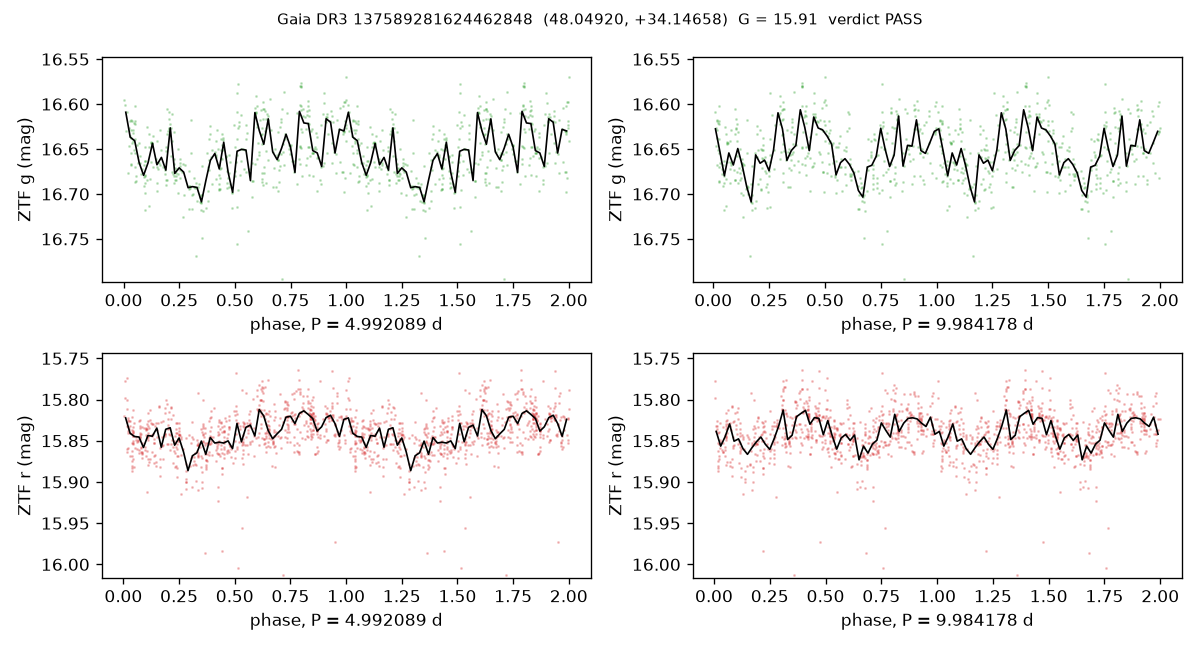 Gaia DR3 137589281624462848  (48.04920, +34.14658)  G = 15.91  verdict PASS
ZTF g (mag)
16.55
16.60
16.65
16.70
16.75
0.00 0.25 0.50 0.75 1.00 1.25 1.50 1.75 2.00
phase, P = 4.992089 d
ZTF g (mag)
16.55
16.60
16.65
16.70
16.75
0.00 0.25 0.50 0.75 1.00 1.25 1.50 1.75 2.00
phase, P = 9.984178 d
ZTF r (mag)
15.75
15.80
15.85
15.90
15.95
16.00
0.00 0.25 0.50 0.75 1.00 1.25 1.50 1.75 2.00
phase, P = 4.992089 d
ZTF r (mag)
15.75
15.80
15.85
15.90
15.95
16.00
0.00 0.25 0.50 0.75 1.00 1.25 1.50 1.75 2.00
phase, P = 9.984178 d